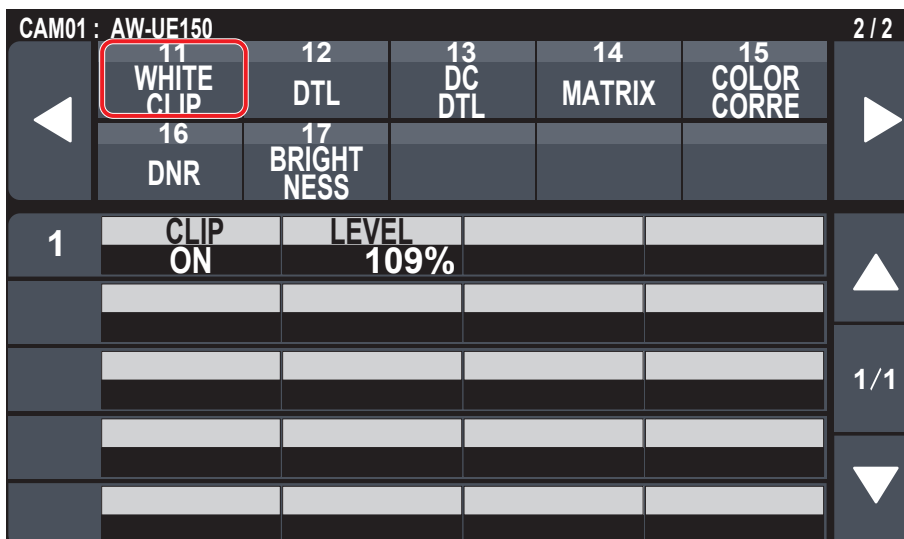 CAM01 : AW-UE150 2 / 2
11 12 13 14 15
WHITE CLIP DTL DC DTL MATRIX COLOR CORRE
16 17
DNR BRIGHT NESS
1 CLIP LEVEL
ON 109%
1/1